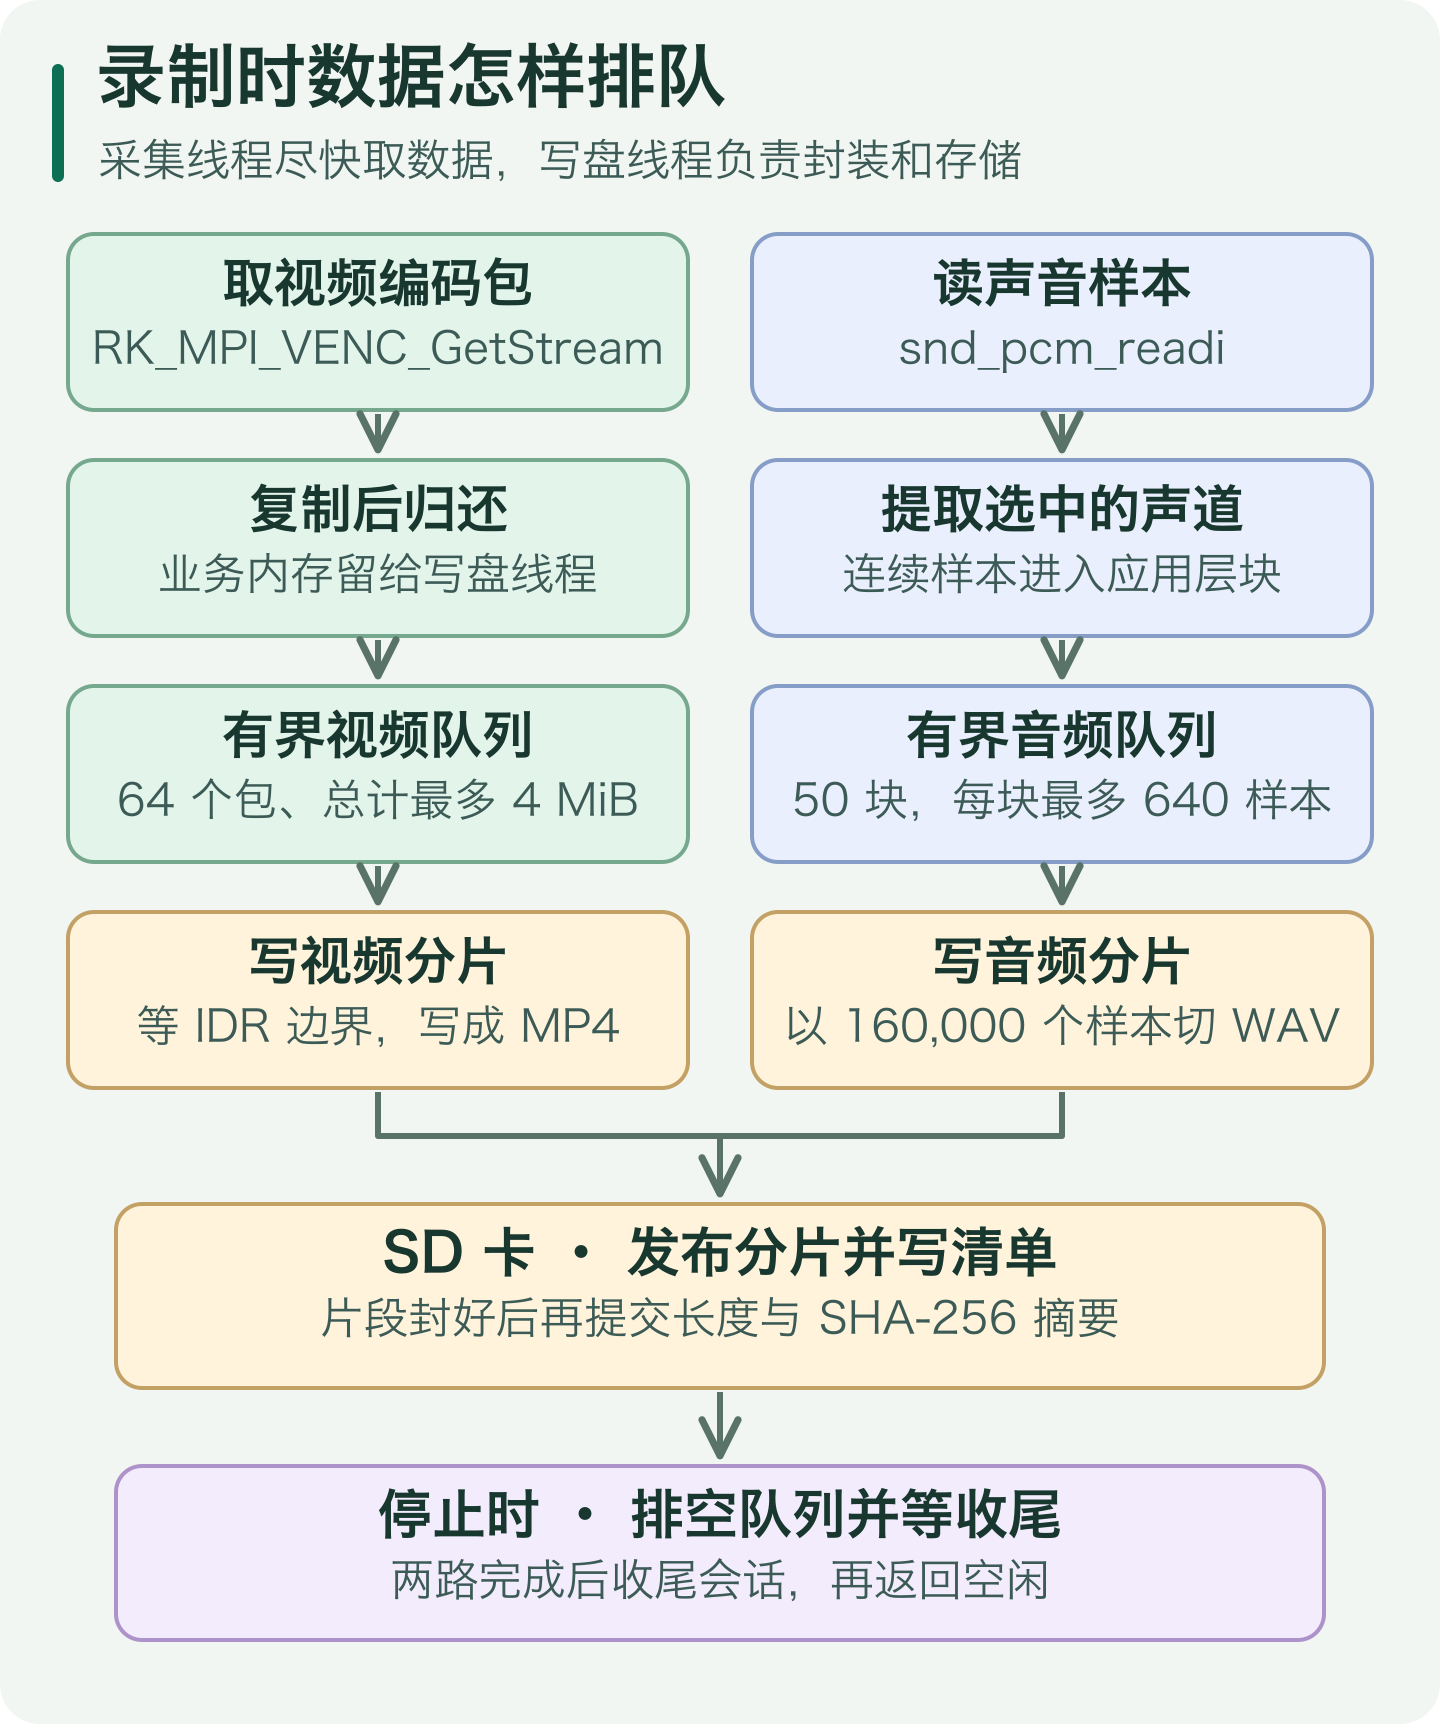 录制时数据怎样排队
采集线程尽快取数据，写盘线程负责封装和存储
取视频编码包
RK_MPI_VENC_GetStream
读声音样本
snd_pcm_readi
复制后归还
业务内存留给写盘线程
提取选中的声道
连续样本进入应用层块
有界视频队列
64 个包、总计最多 4 MiB
有界音频队列
50 块，每块最多 640 样本
写视频分片
等 IDR 边界，写成 MP4
写音频分片
以 160,000 个样本切 WAV
SD 卡 · 发布分片并写清单
片段封好后再提交长度与 SHA-256 摘要
停止时 · 排空队列并等收尾
两路完成后收尾会话，再返回空闲